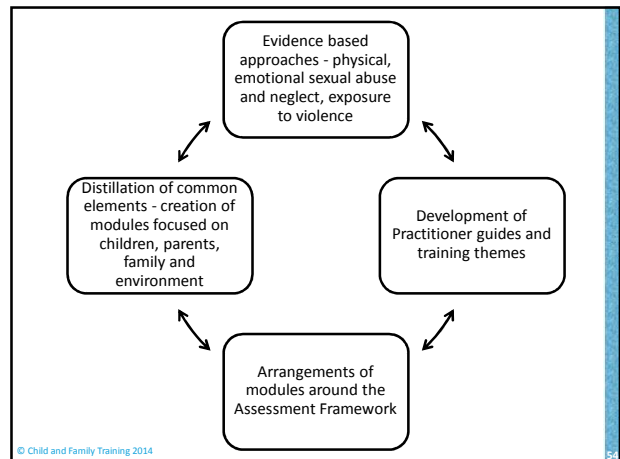 Evidence based
approaches - physical,
emotional sexual abuse
and neglect, exposure
to violence
Distillation of common
elements - creation of
modules focused on
children, parents,
family and
environment
Development of
Practitioner guides and
training themes
Arrangements of
modules around the
Assessment Framework
© Child and Family Training 2014
54